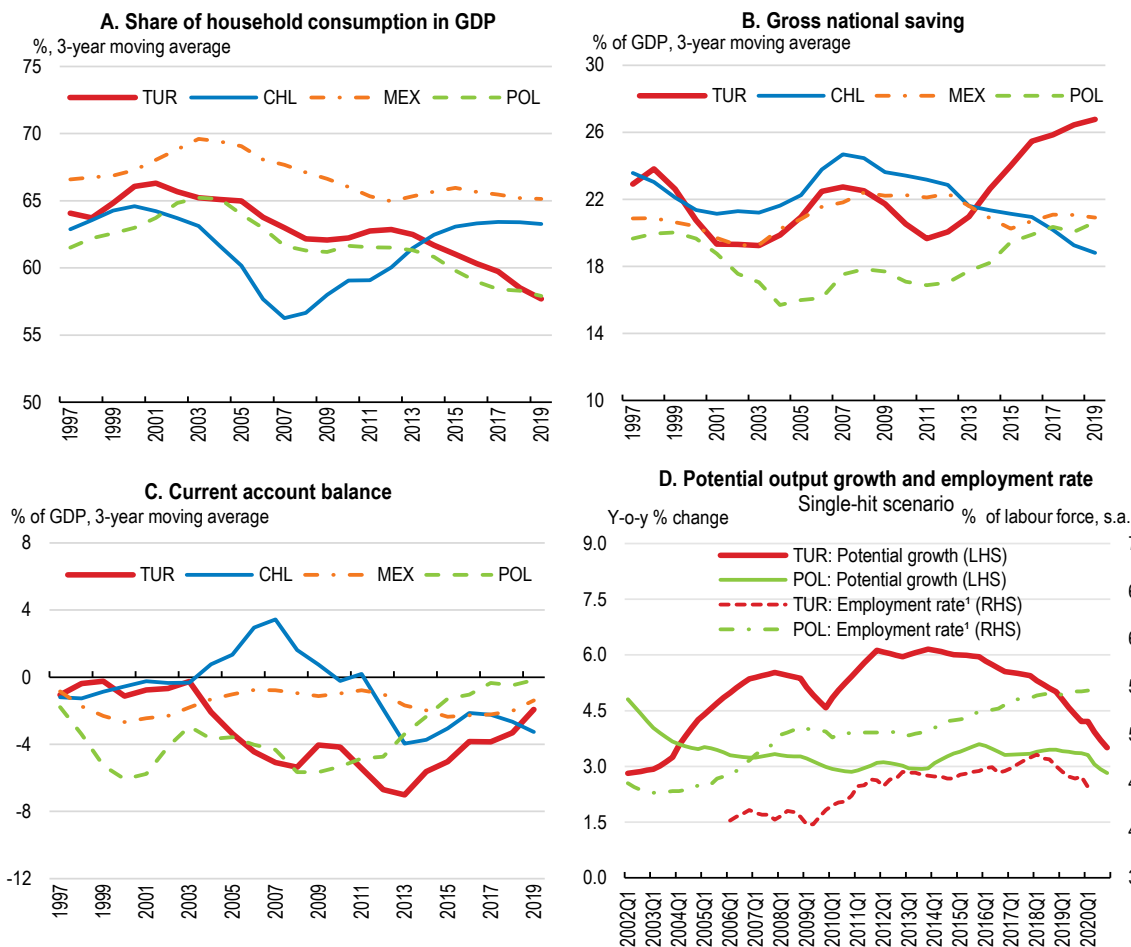 A. Share of household consumption in GDP
%, 3-year moving average
75
70
65
60
55
50
TUR CHL MEX POL
1997 1999 2001 2003 2005 2007 2009 2011 2013 2015 2017 2019
B. Gross national saving
% of GDP, 3-year moving average
30
26
22
18
14
10
TUR CHL MEX POL
1997 1999 2001 2003 2005 2007 2009 2011 2013 2015 2017 2019
C. Current account balance
% of GDP, 3-year moving average
8
4
0
-4
-8
-12
TUR CHL MEX POL
1997 1999 2001 2003 2005 2007 2009 2011 2013 2015 2017 2019
D. Potential output growth and employment rate
Single-hit scenario
Y-o-y % change
% of labour force, s.a.
9.0
7.5
6.0
4.5
3.0
1.5
0.0
TUR: Potential growth (LHS)
POL: Potential growth (LHS)
TUR: Employment rate¹ (RHS)
POL: Employment rate¹ (RHS)
2002Q1 2003Q1 2004Q1 2005Q1 2006Q1 2007Q1 2008Q1 2009Q1 2010Q1 2011Q1 2012Q1 2013Q1 2014Q1 2015Q1 2016Q1 2017Q1 2018Q1 2019Q1 2020Q1